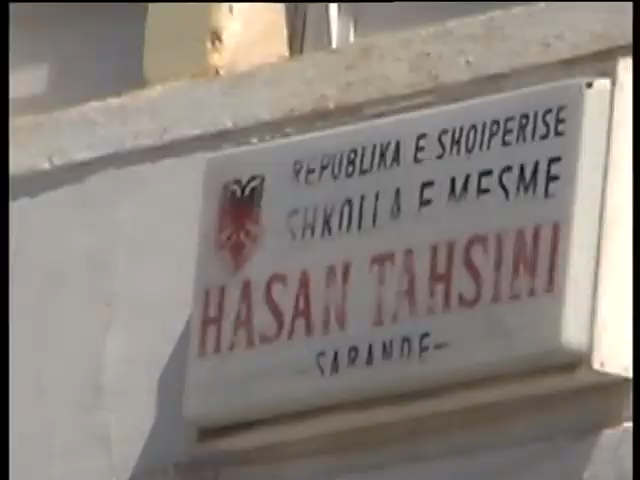 REPUBLIKA E SHQIPERISE
SHKOLLA E MESME
HASAN TAHSINI
-SARANDE-